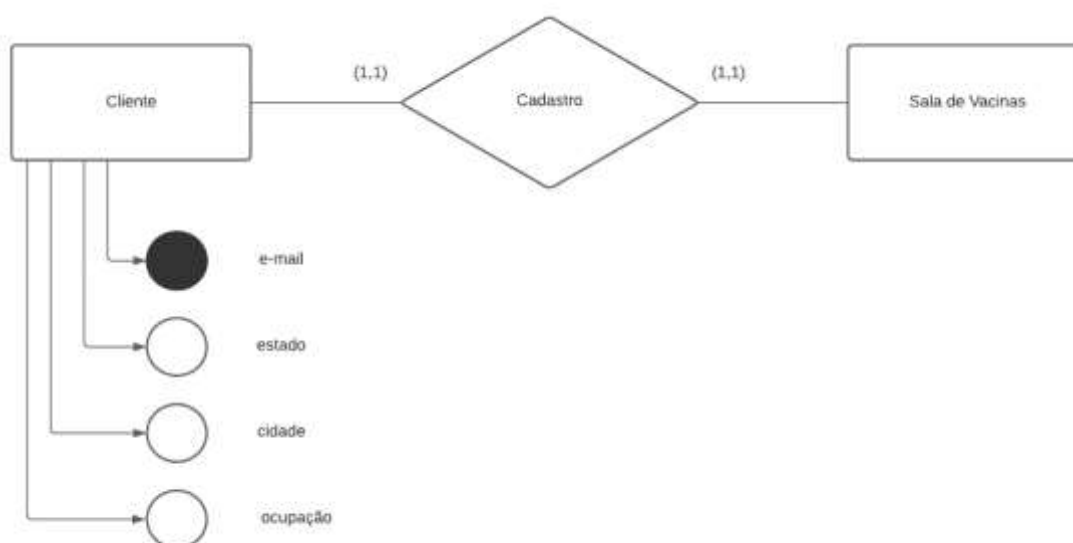 (1,1)
(1,1)
Cliente
Cadastro
Sala de Vacinas
e-mail
estado
cidade
ocupação